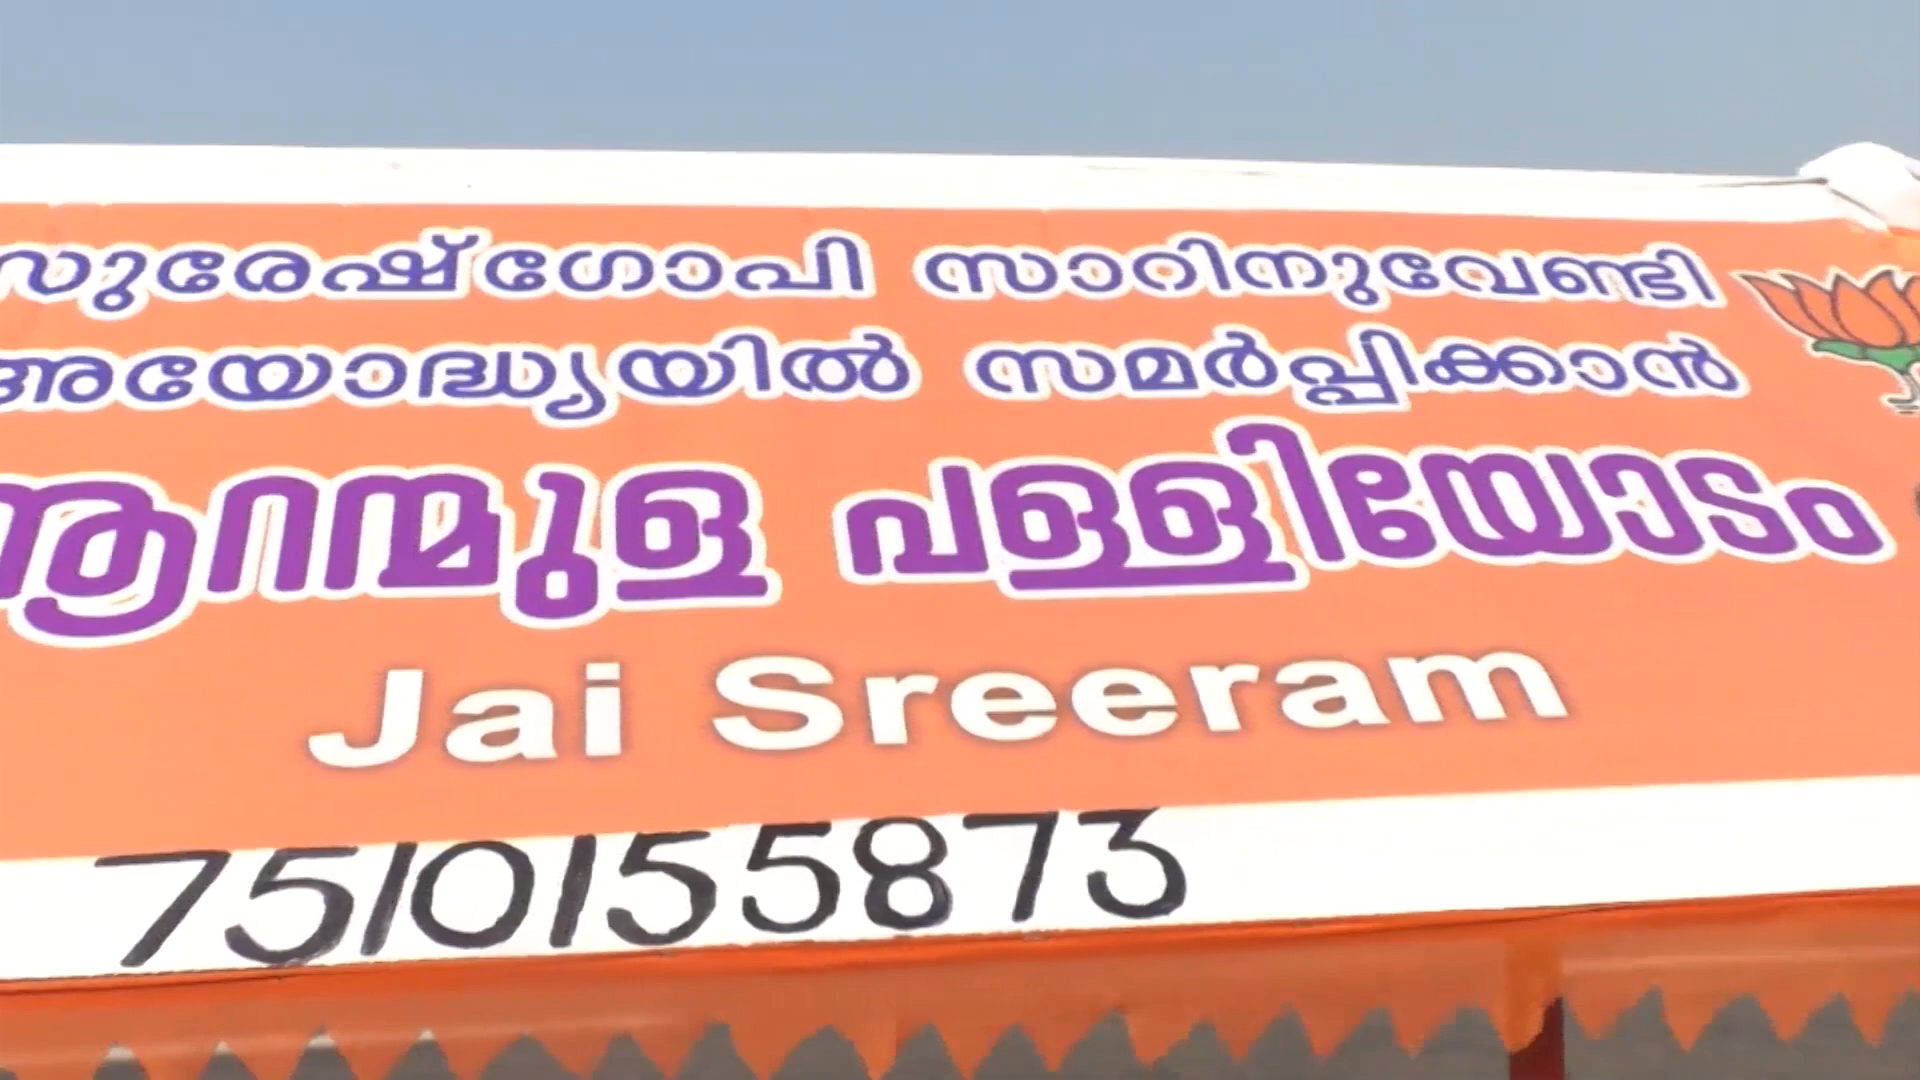 സുരേഷ്ഗോപി സാറിനുവേണ്ടി
അയോദ്ധ്യയിൽ സമർപ്പിക്കാൻ
ആറന്മുള പള്ളിയോടം
Jai Sreeram
7510155873